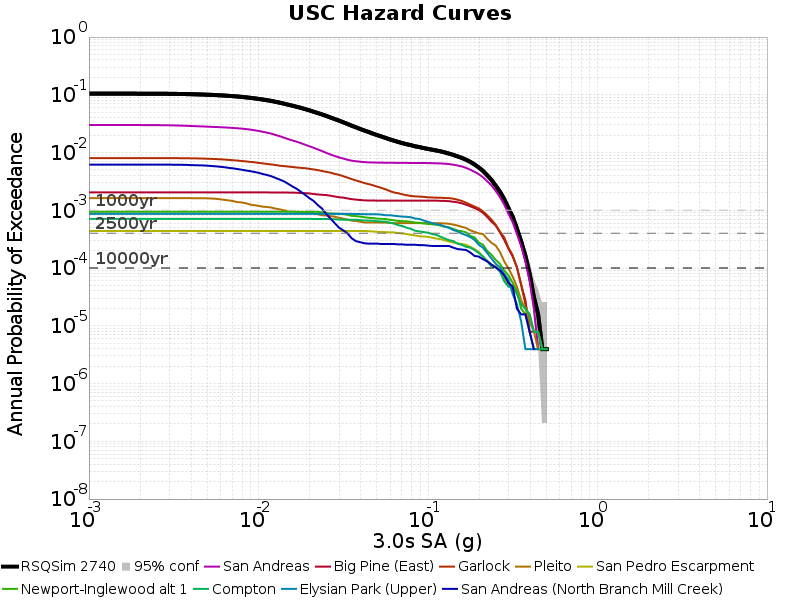 USC Hazard Curves
Annual Probability of Exceedance
10^0
10^-1
10^-2
10^-3
10^-4
10^-5
10^-6
10^-7
10^-8
1000yr
2500yr
10000yr
10^-3 10^-2 10^-1 10^0 10^1
3.0s SA (g)
RSQSim 2740 95% conf San Andreas Big Pine (East) Garlock Pleito San Pedro Escarpment
Newport-Inglewood alt 1 Compton Elysian Park (Upper) San Andreas (North Branch Mill Creek)